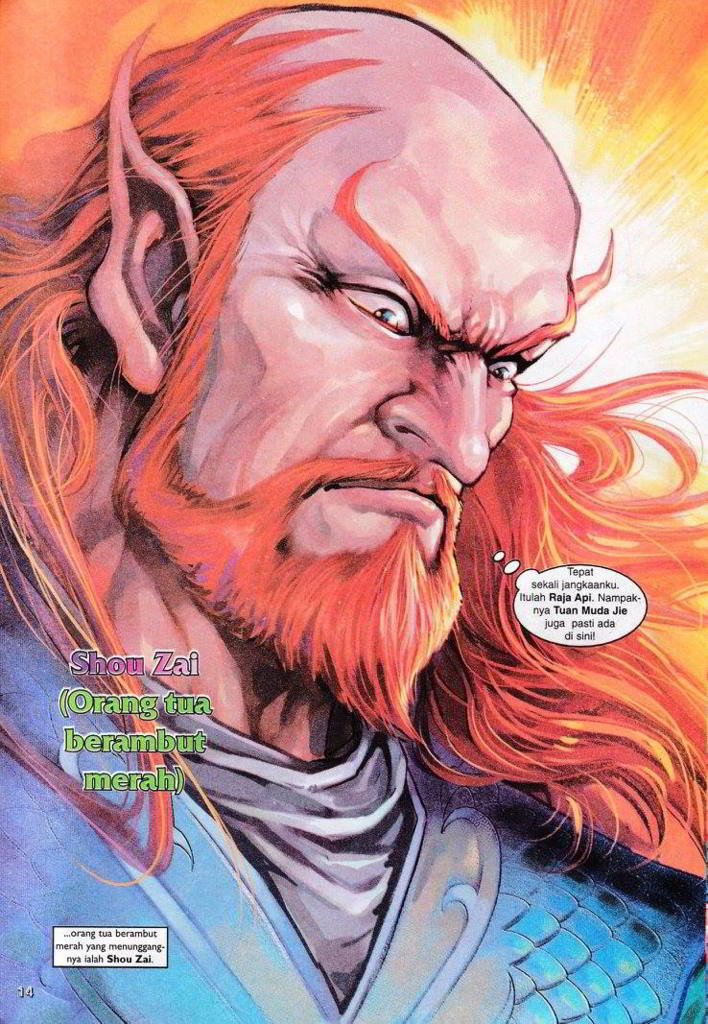 Tepat
sekali jangkaanku.
Itulah Raja Api. Nampak-
nya Tuan Muda Jie
juga pasti ada
di sini!
Shou Zai
(Orang tua
berambut
merah)
...orang tua berambut
merah yang menunggang-
nya ialah Shou Zai.
14